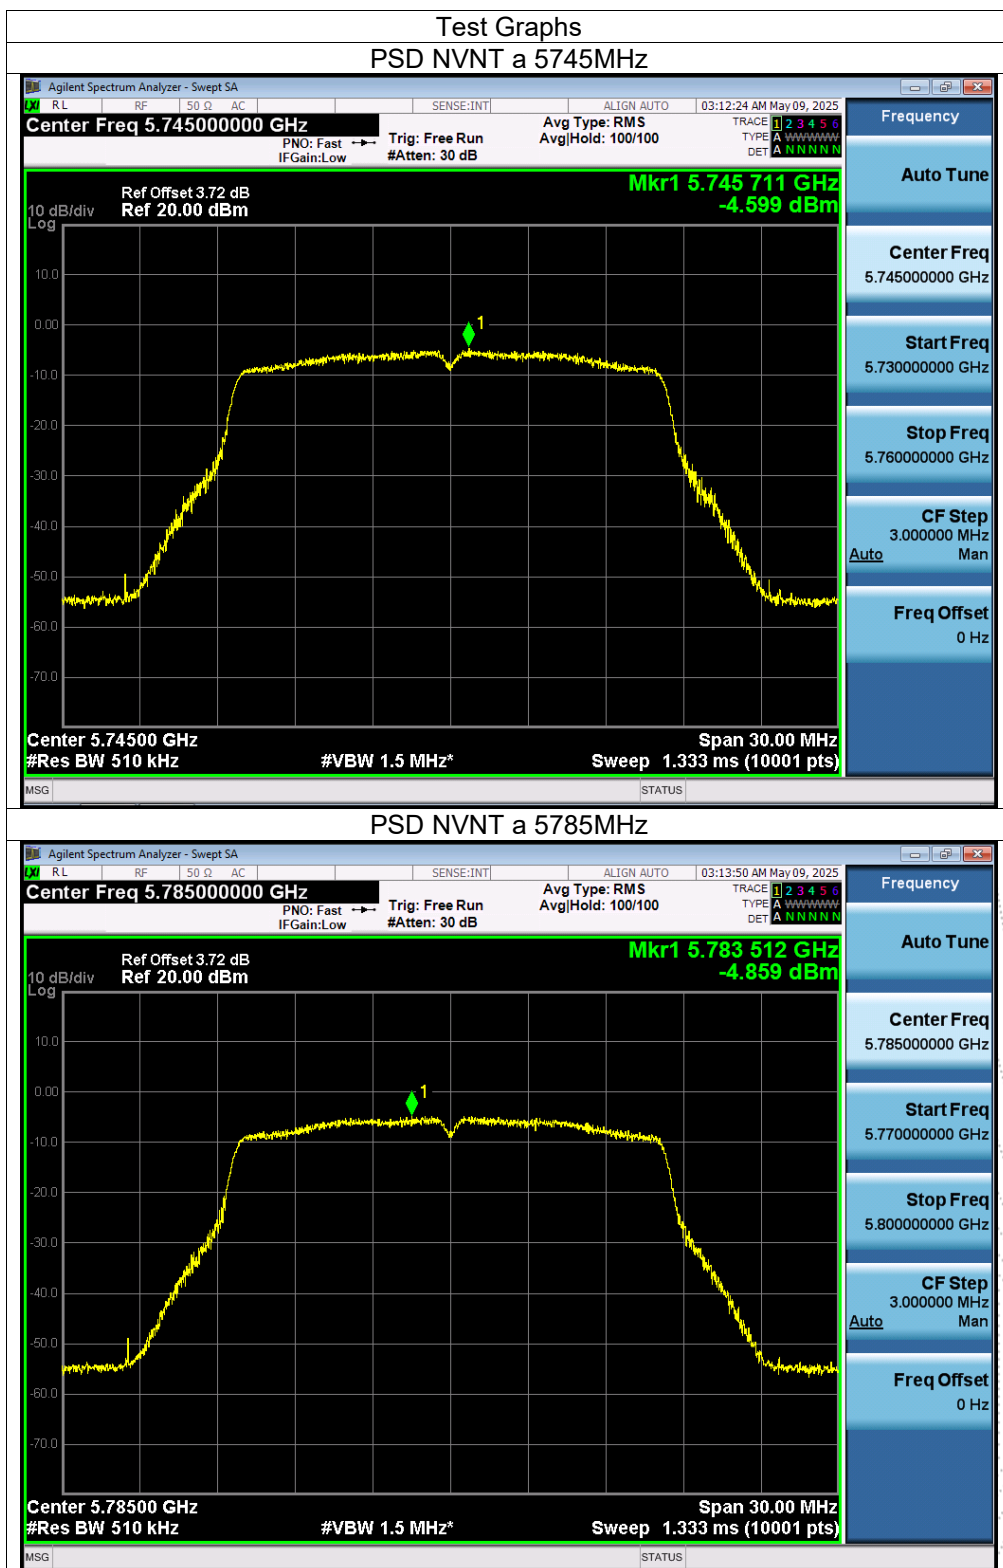 Test Graphs
PSD NVNT a 5745MHz
Agilent Spectrum Analyzer - Swept SA
LXI RL RF 50 Ω AC SENSE:INT ALIGN AUTO 03:12:24 AM May 09, 2025
Center Freq 5.745000000 GHz
PNO: Fast
IFGain:Low
Trig: Free Run
#Atten: 30 dB
Avg Type: RMS
Avg|Hold: 100/100
TRACE 1 2 3 4 5 6
TYPE A WWWWW
DET A N N N N N
Frequency
Auto Tune
Center Freq
5.745000000 GHz
Start Freq
5.730000000 GHz
Stop Freq
5.760000000 GHz
CF Step
3.000000 MHz
Auto Man
Freq Offset
0 Hz
Mkr1 5.745 711 GHz
-4.599 dBm
Ref Offset 3.72 dB
10 dB/div Ref 20.00 dBm
Log
10.0
0.00
-10.0
-20.0
-30.0
-40.0
-50.0
-60.0
-70.0
1
Center 5.74500 GHz Span 30.00 MHz
#Res BW 510 kHz #VBW 1.5 MHz* Sweep 1.333 ms (10001 pts)
MSG STATUS
PSD NVNT a 5785MHz
Agilent Spectrum Analyzer - Swept SA
LXI RL RF 50 Ω AC SENSE:INT ALIGN AUTO 03:13:50 AM May 09, 2025
Center Freq 5.785000000 GHz
PNO: Fast
IFGain:Low
Trig: Free Run
#Atten: 30 dB
Avg Type: RMS
Avg|Hold: 100/100
TRACE 1 2 3 4 5 6
TYPE A WWWWW
DET A N N N N N
Frequency
Auto Tune
Center Freq
5.785000000 GHz
Start Freq
5.770000000 GHz
Stop Freq
5.800000000 GHz
CF Step
3.000000 MHz
Auto Man
Freq Offset
0 Hz
Mkr1 5.783 512 GHz
-4.859 dBm
Ref Offset 3.72 dB
10 dB/div Ref 20.00 dBm
Log
10.0
0.00
-10.0
-20.0
-30.0
-40.0
-50.0
-60.0
-70.0
1
Center 5.78500 GHz Span 30.00 MHz
#Res BW 510 kHz #VBW 1.5 MHz* Sweep 1.333 ms (10001 pts)
MSG STATUS